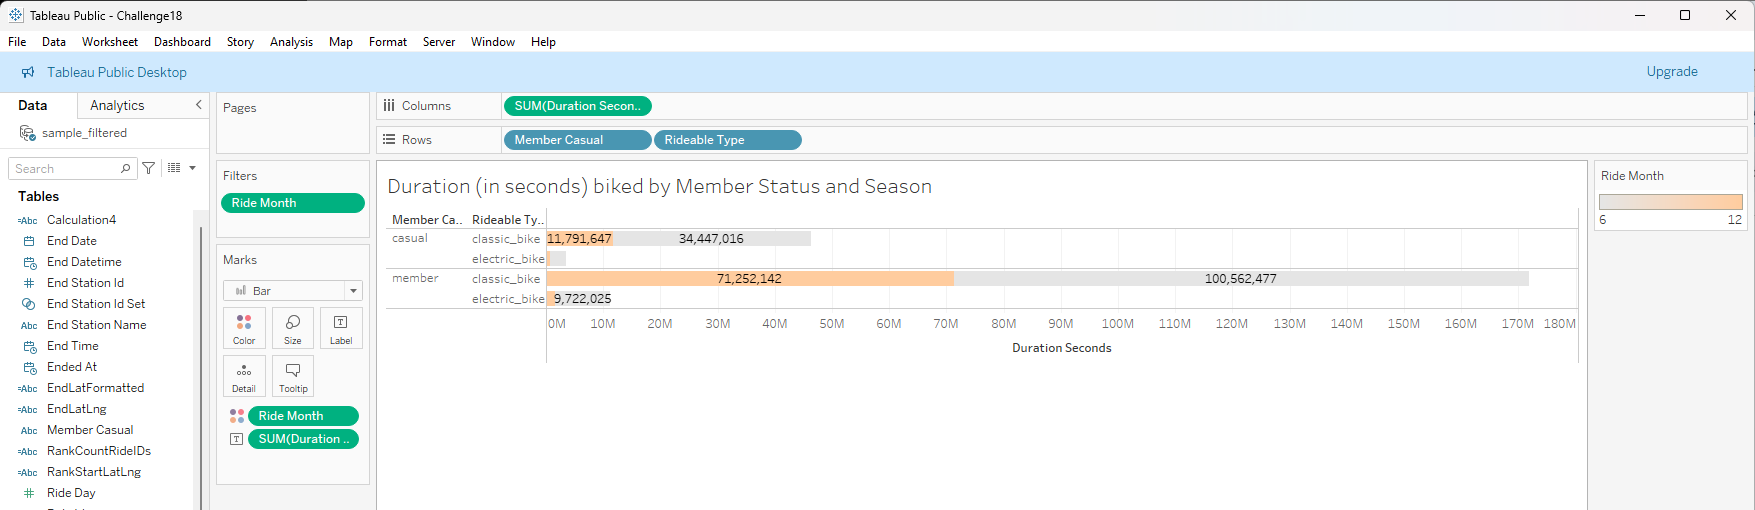 Tableau Public - Challenge18
File Data Worksheet Dashboard Story Analysis Map Format Server Window Help
Tableau Public Desktop
Upgrade
Data Analytics
sample_filtered
Search
Tables
Calculation4
End Date
End Datetime
End Station Id
End Station Id Set
Abc End Station Name
End Time
Ended At
=Abc EndLatFormatted
=Abc EndLatLng
Abc Member Casual
=Abc RankCountRideIDs
=Abc RankStartLatLng
Ride Day
Pages
Filters
Ride Month
Marks
Bar
Color Size Label
Detail Tooltip
Ride Month
SUM(Duration ..
Columns SUM(Duration Secon..
Rows Member Casual Rideable Type
Duration (in seconds) biked by Member Status and Season
Member Ca.. Rideable Ty..
casual classic_bike 11,791,647 34,447,016
electric_bike
member classic_bike 71,252,142 100,562,477
electric_bike 9,722,025
0M 10M 20M 30M 40M 50M 60M 70M 80M 90M 100M 110M 120M 130M 140M 150M 160M 170M 180M
Duration Seconds
Ride Month
6 12